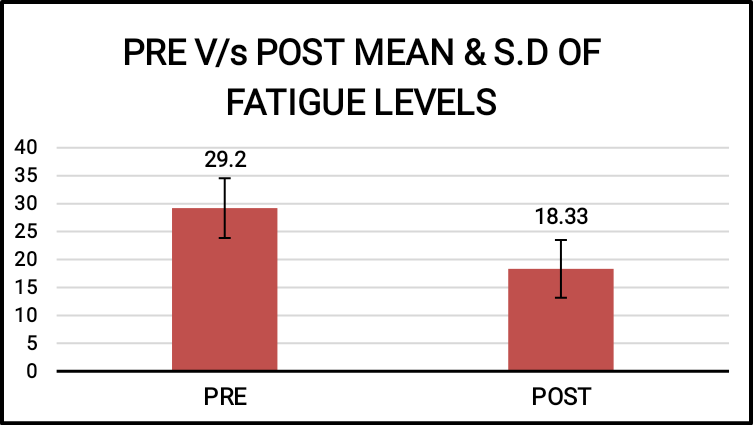 PRE V/s POST MEAN & S.D OF
FATIGUE LEVELS
40
35
30
25
20
15
10
5
0
29.2
18.33
PRE
POST